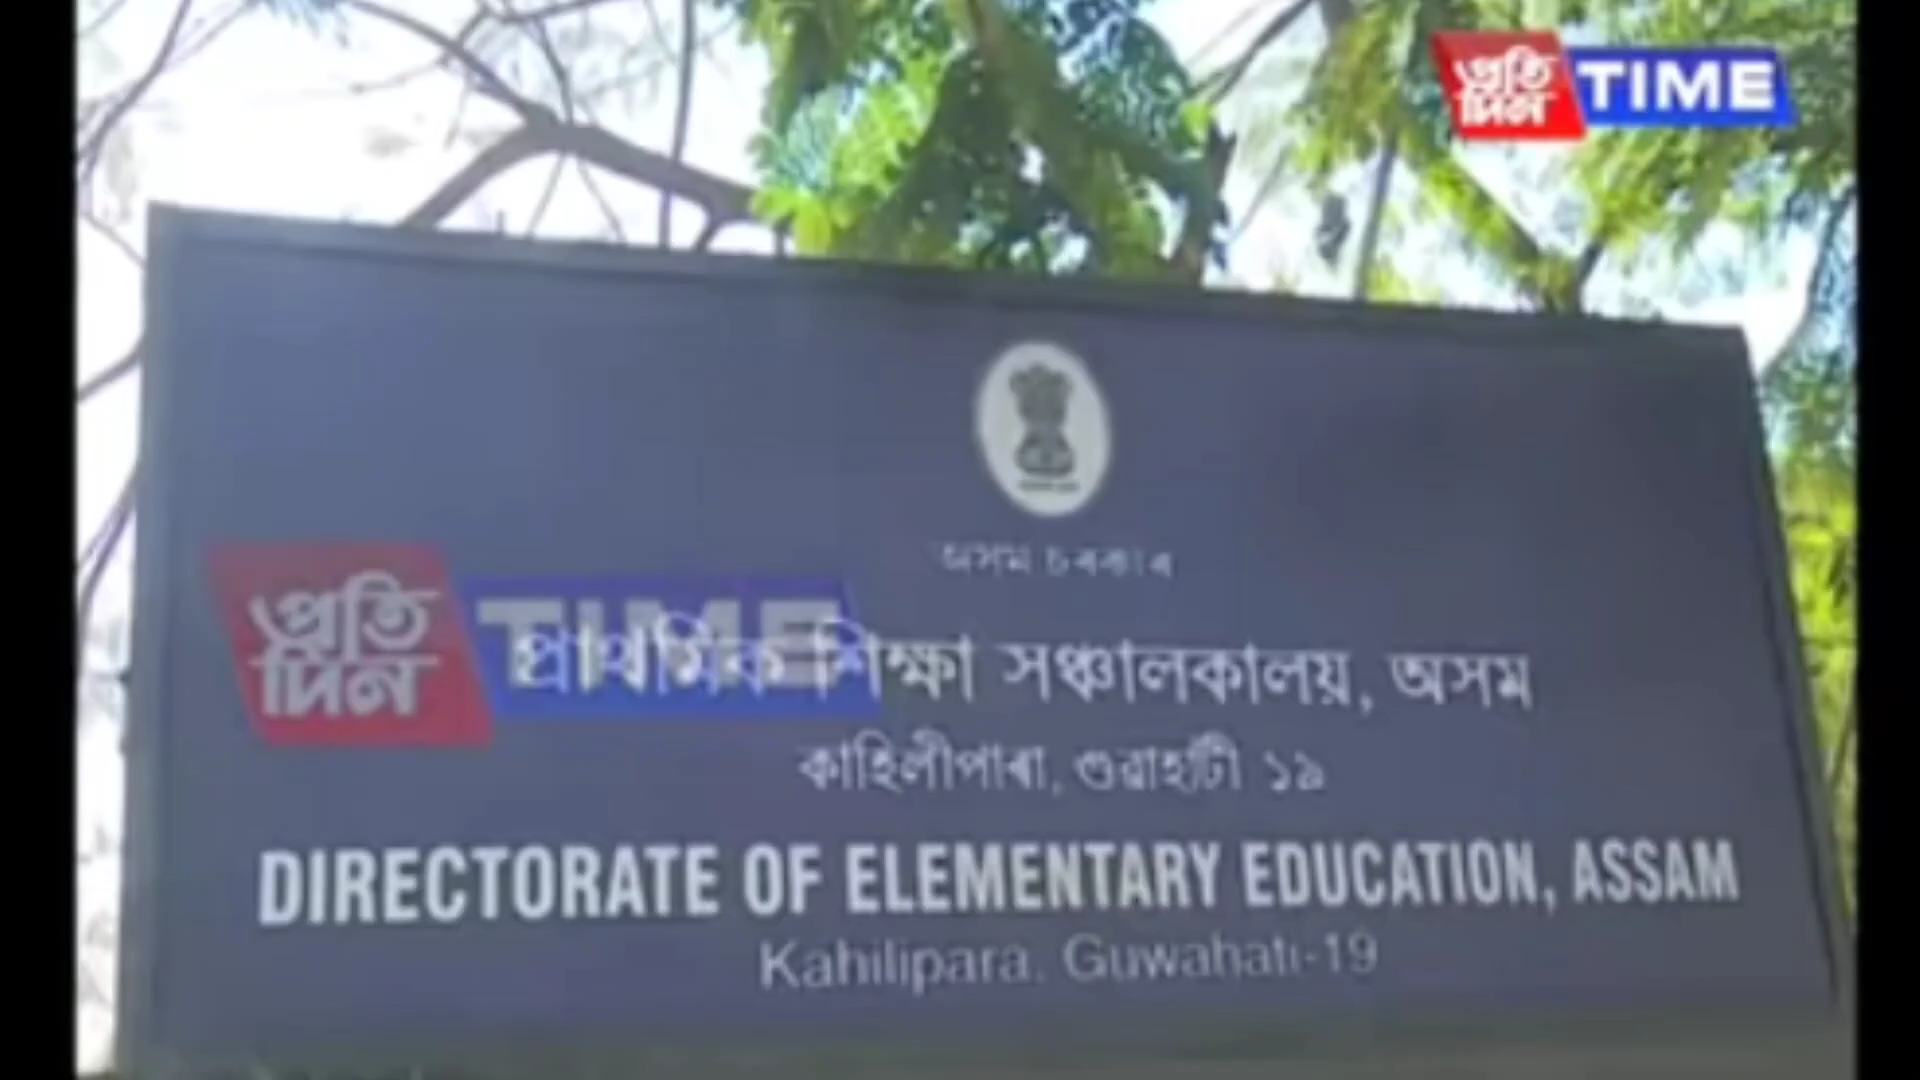 প্ৰতি TIME
দিন
অসম চৰকাৰ
প্ৰতি TIME
দিন
প্ৰাথমিক শিক্ষা সঞ্চালকালয়, অসম
কাহিলীপাৰা, গুৱাহাটী ১৯
DIRECTORATE OF ELEMENTARY EDUCATION, ASSAM
Kahilipara, Guwahati-19